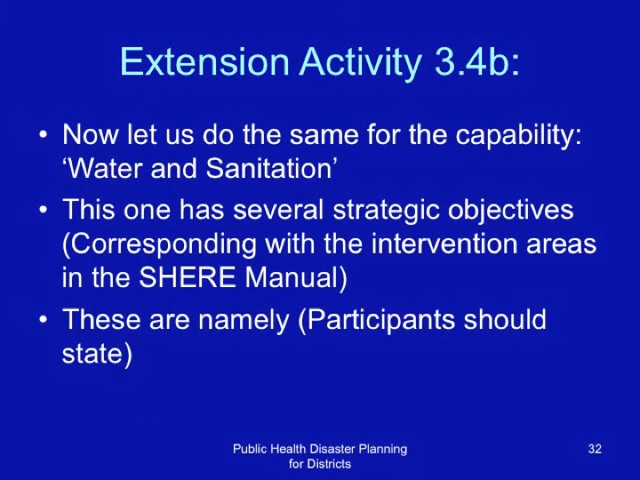 Extension Activity 3.4b:
• Now let us do the same for the capability:
‘Water and Sanitation’
• This one has several strategic objectives
(Corresponding with the intervention areas
in the SHERE Manual)
• These are namely (Participants should
state)
Public Health Disaster Planning
for Districts
32